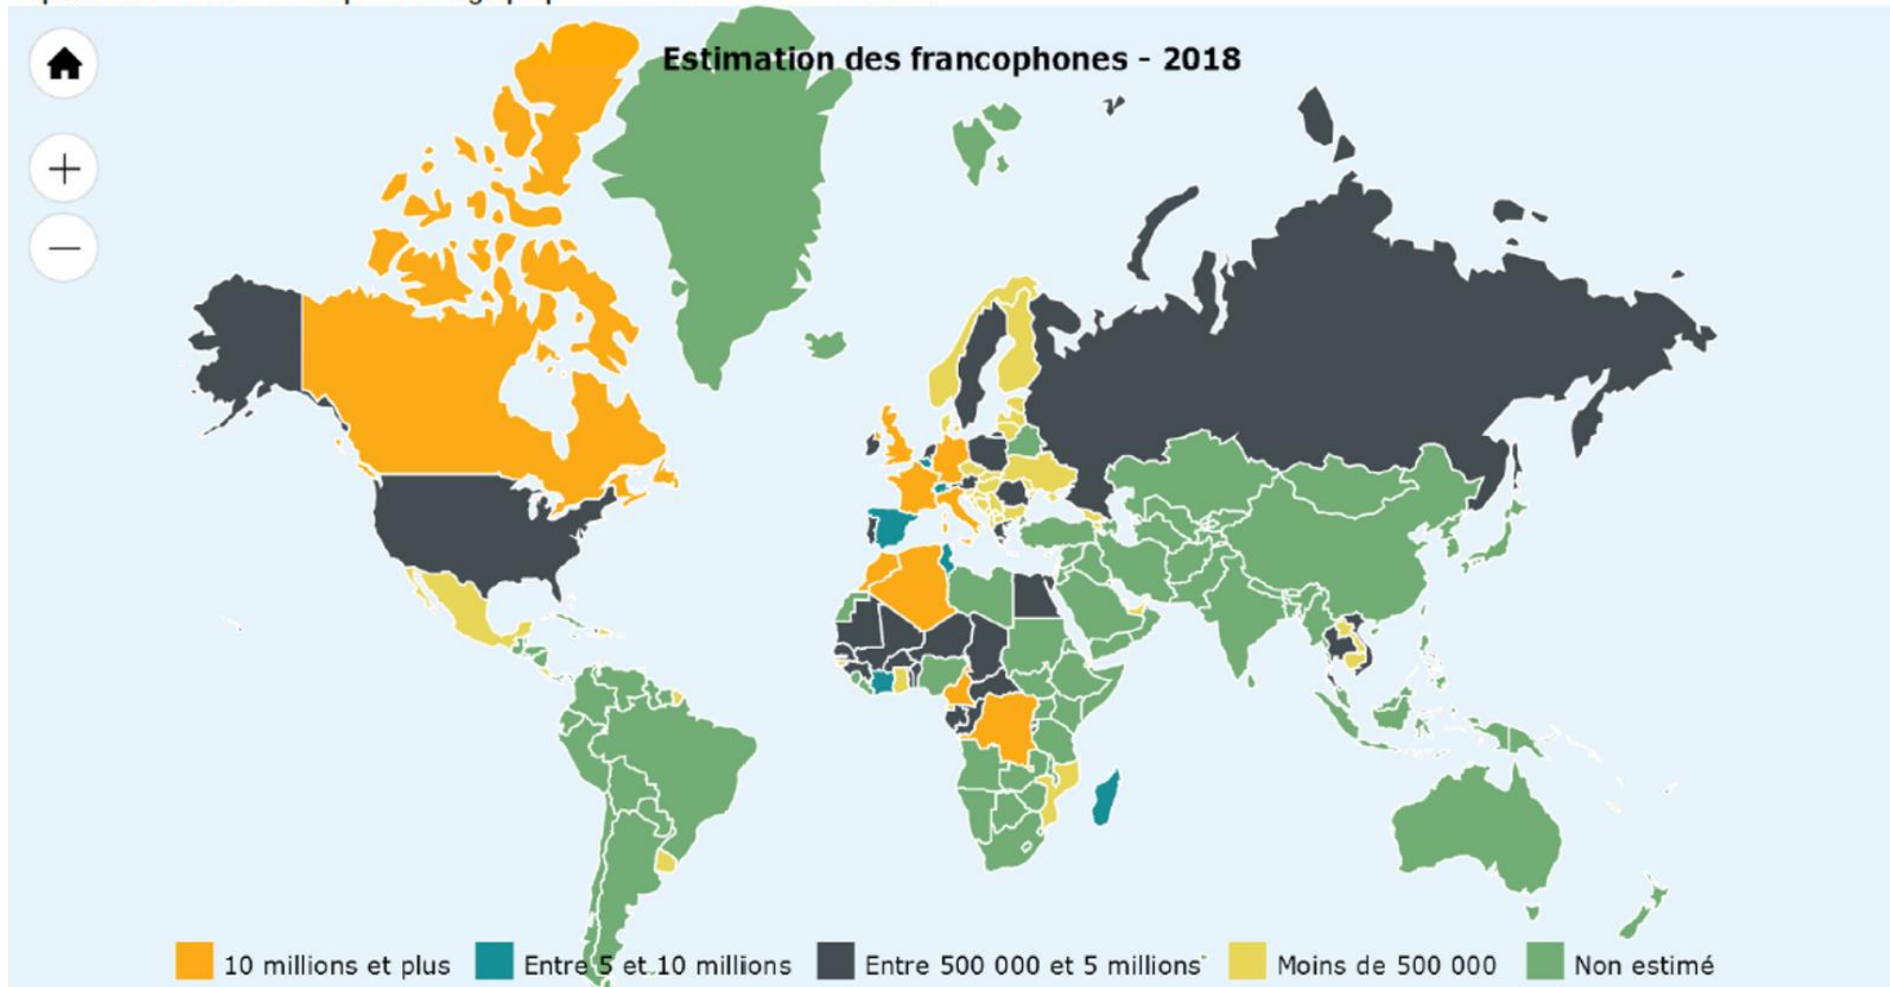 Estimation des francophones - 2018
10 millions et plus
Entre 5 et 10 millions
Entre 500 000 et 5 millions
Moins de 500 000
Non estimé